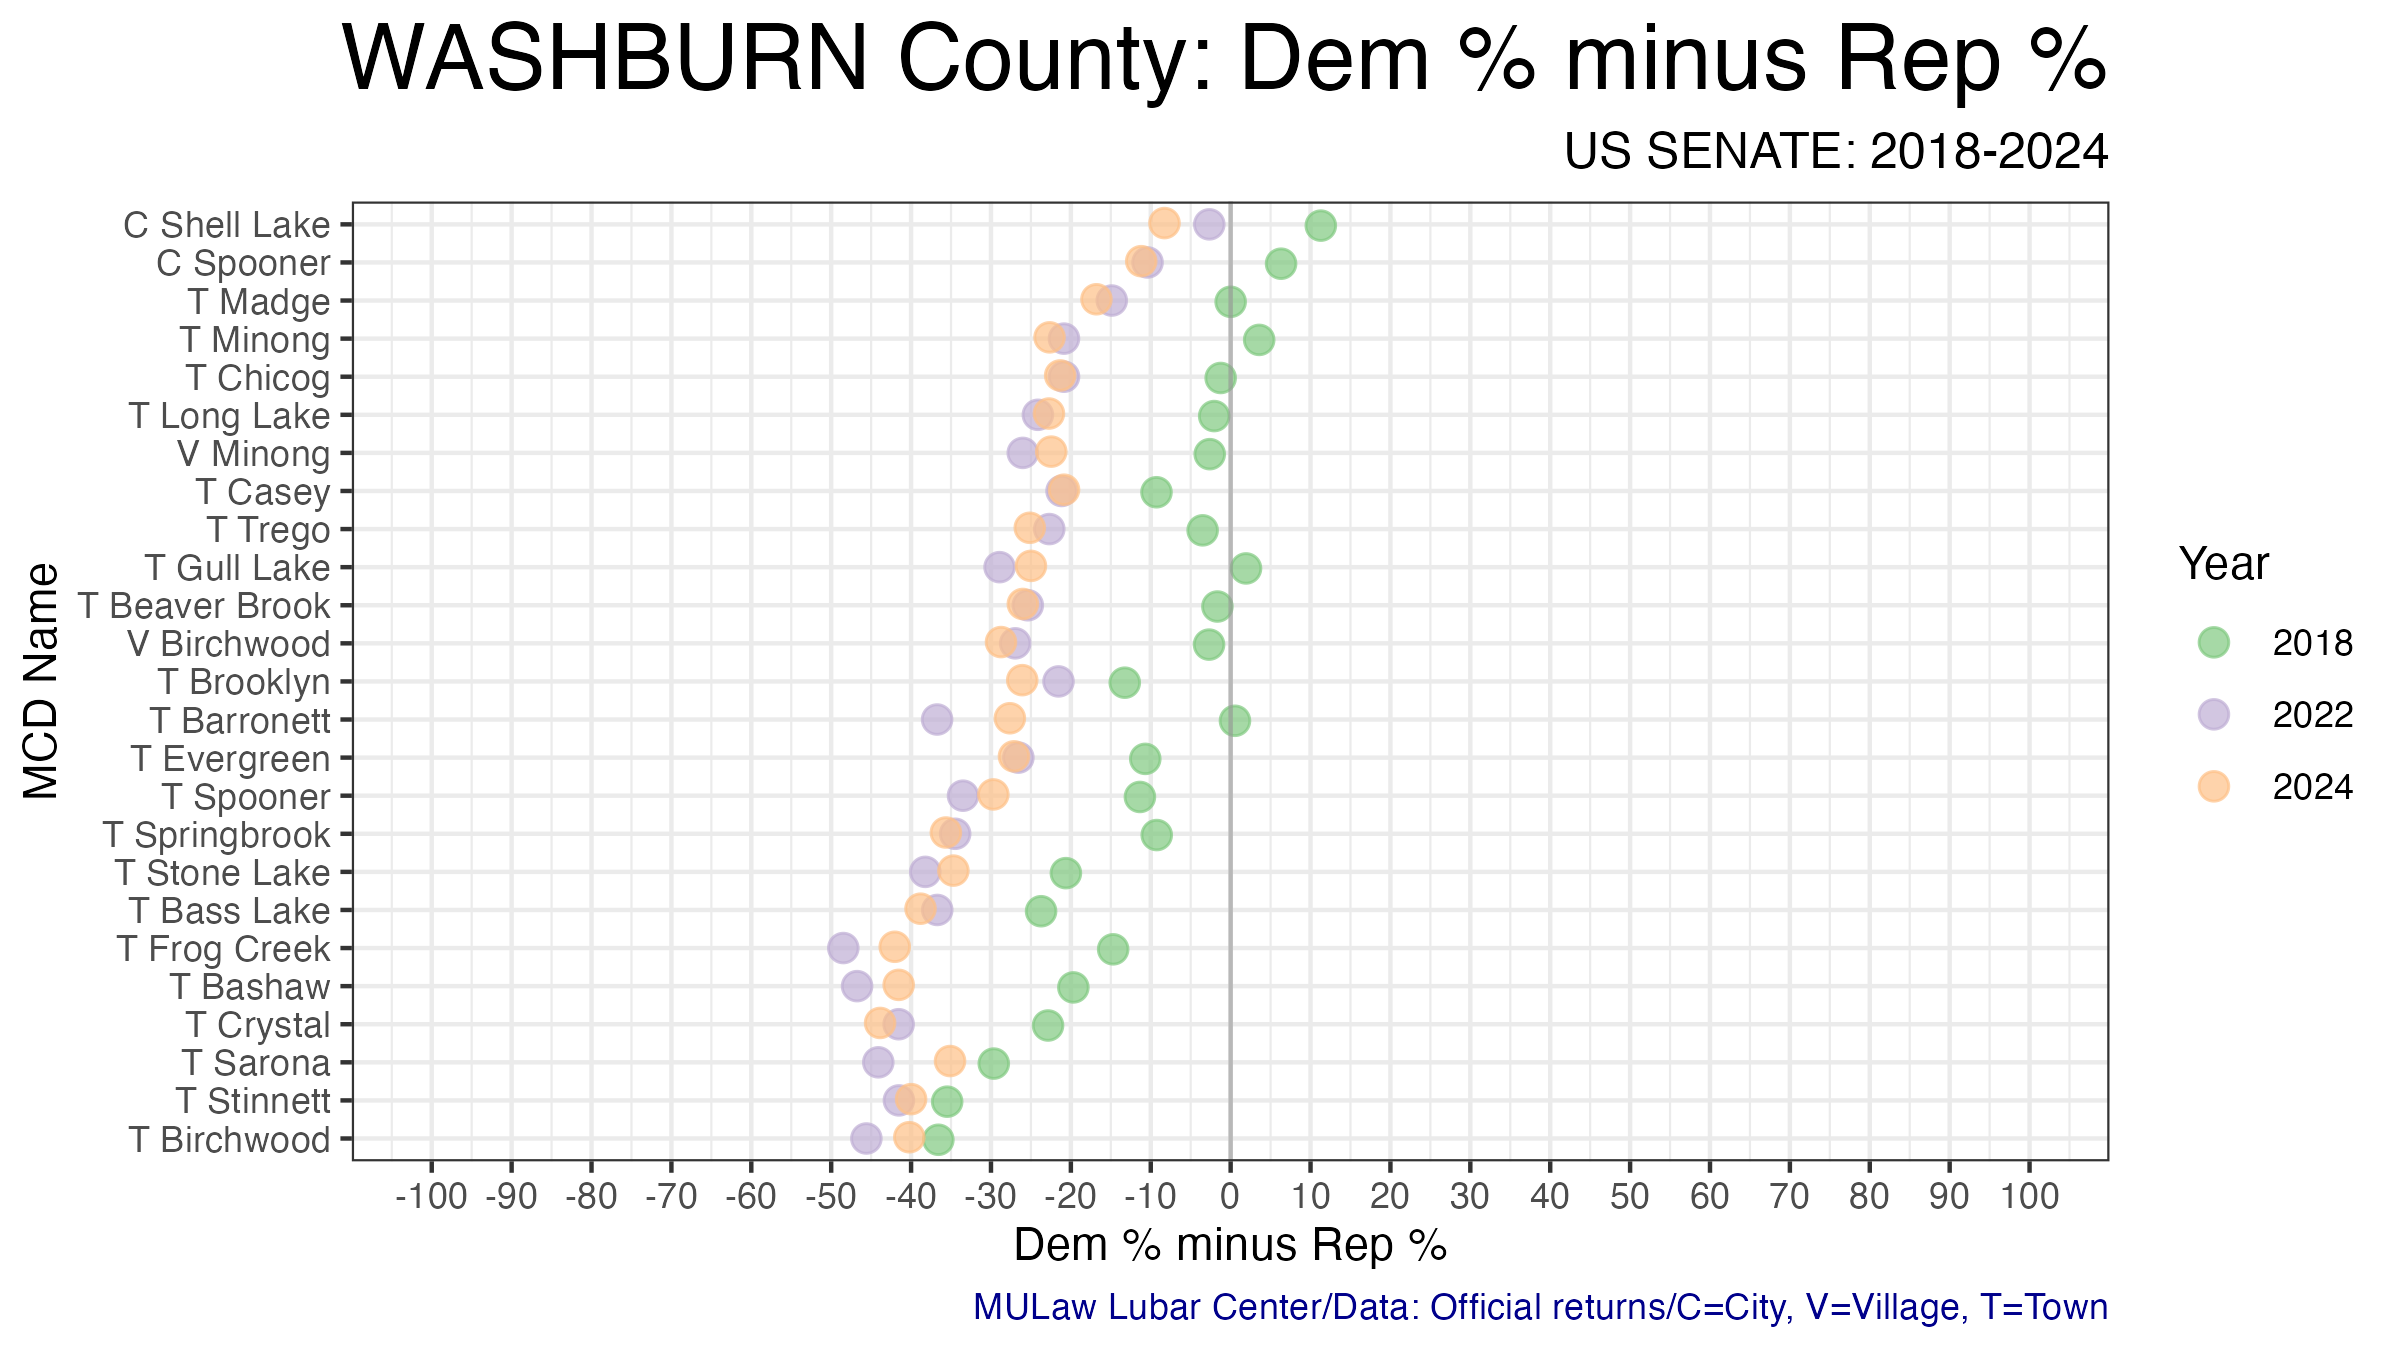 WASHBURN County: Dem % minus Rep %
US SENATE: 2018-2024
MCD Name
C Shell Lake
C Spooner
T Madge
T Minong
T Chicog
T Long Lake
V Minong
T Casey
T Trego
T Gull Lake
T Beaver Brook
V Birchwood
T Brooklyn
T Barronett
T Evergreen
T Spooner
T Springbrook
T Stone Lake
T Bass Lake
T Frog Creek
T Bashaw
T Crystal
T Sarona
T Stinnett
T Birchwood
-100 -90 -80 -70 -60 -50 -40 -30 -20 -10 0 10 20 30 40 50 60 70 80 90 100
Dem % minus Rep %
Year
2018
2022
2024
MULaw Lubar Center/Data: Official returns/C=City, V=Village, T=Town